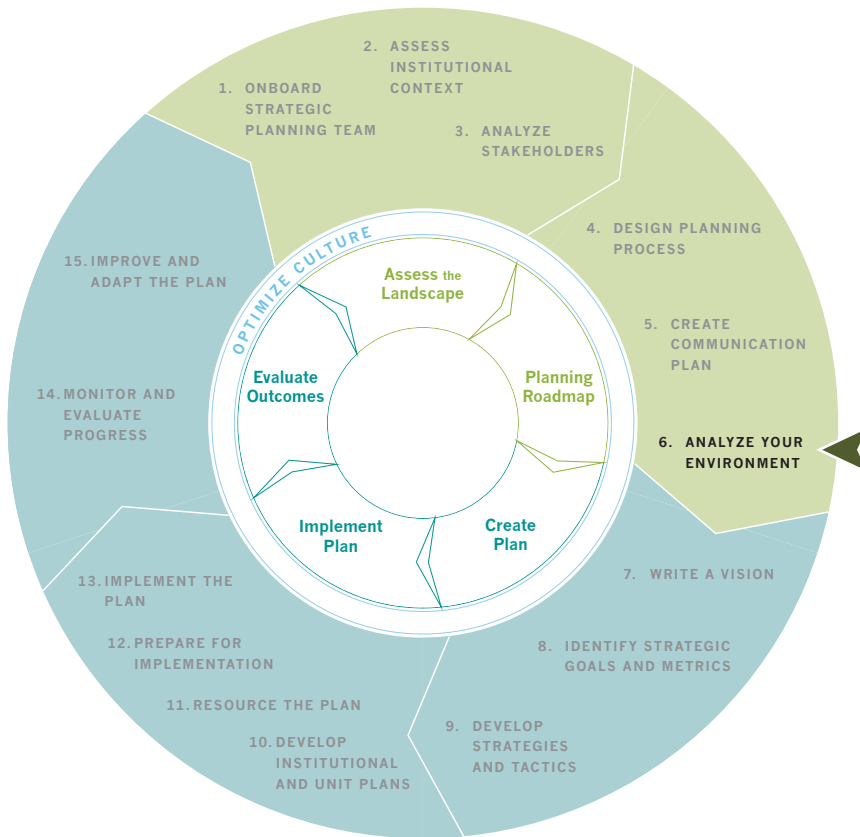 1. ONBOARD
STRATEGIC
PLANNING TEAM
2. ASSESS
INSTITUTIONAL
CONTEXT
3. ANALYZE
STAKEHOLDERS
4. DESIGN PLANNING
PROCESS
5. CREATE
COMMUNICATION
PLAN
6. ANALYZE YOUR
ENVIRONMENT
7. WRITE A VISION
8. IDENTIFY STRATEGIC
GOALS AND METRICS
9. DEVELOP
STRATEGIES
AND TACTICS
10. DEVELOP
INSTITUTIONAL
AND UNIT PLANS
11. RESOURCE THE PLAN
12. PREPARE FOR
IMPLEMENTATION
13. IMPLEMENT THE
PLAN
14. MONITOR AND
EVALUATE
PROGRESS
15. IMPROVE AND
ADAPT THE PLAN
OPTIMIZE CULTURE
Assess the
Landscape
Planning
Roadmap
Create
Plan
Implement
Plan
Evaluate
Outcomes